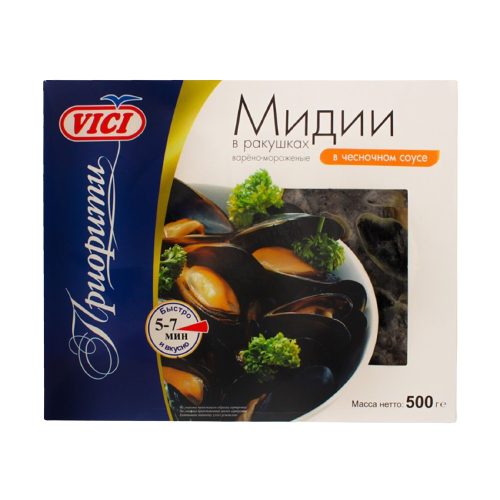 VICI
Приорити
Мидии
в ракушках
варёно-мороженые
в чесночном соусе
Быстро
5-7
мин
и вкусно
Масса нетто: 500 г℮